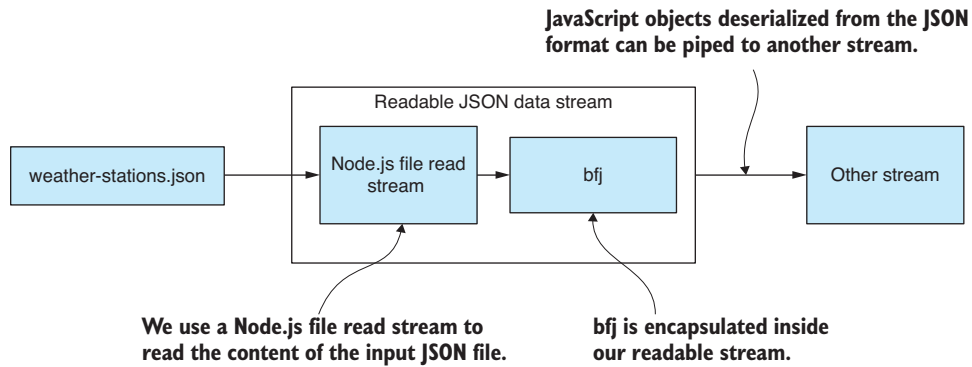 JavaScript objects deserialized from the JSON
format can be piped to another stream.
Readable JSON data stream
weather-stations.json
Node.js file read
stream
bfj
Other stream
We use a Node.js file read stream to
read the content of the input JSON file.
bfj is encapsulated inside
our readable stream.